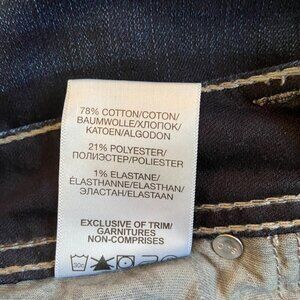 78% COTTON/COTON/
BAUMWOLLE/ХЛОПОК/
KATOEN/ALGODON
21% POLYESTER/
ПОЛИЭСТЕР/POLIESTER
1% ELASTANE/
ÉLASTHANNE/ELASTHAN/
ЭЛАСТАН/ELASTAAN
EXCLUSIVE OF TRIM/
GARNITURES
NON-COMPRISES